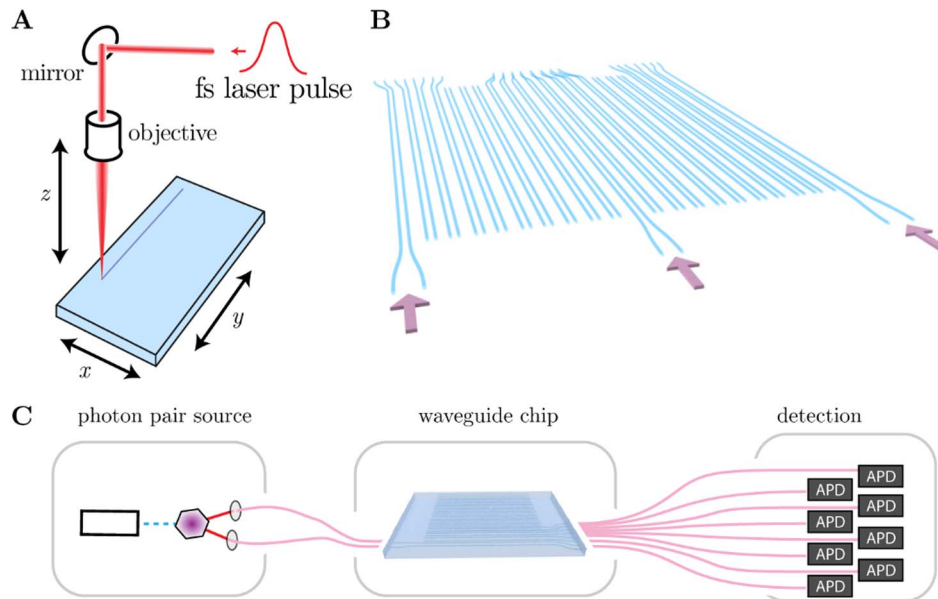 A
mirror
fs laser pulse
objective
z
x
y
B
C
photon pair source
waveguide chip
detection
APD
APD
APD
APD
APD
APD
APD
APD